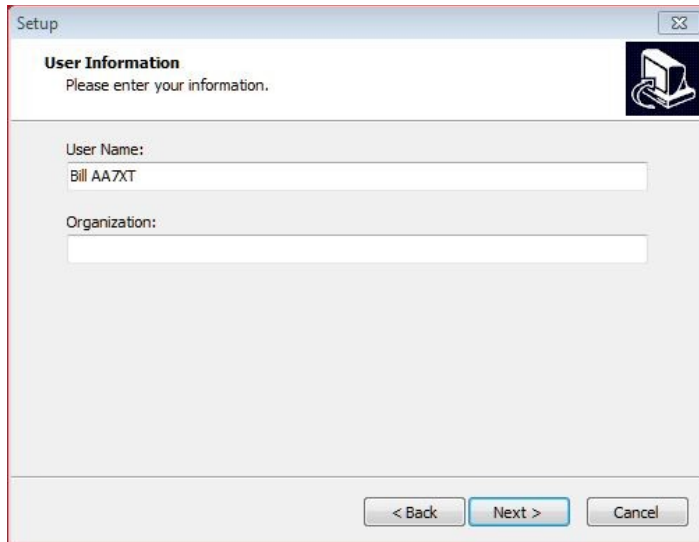 Setup
User Information
Please enter your information.
User Name:
Bill AA7XT
Organization:
< Back Next > Cancel